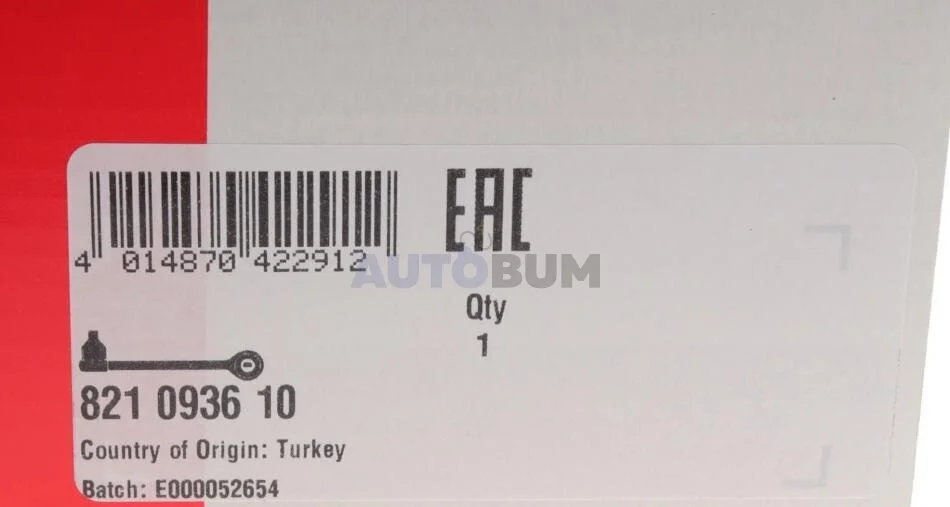 EAC
4 014870 422912
AUTOBUM
Qty
1
821 0936 10
Country of Origin: Turkey
Batch: E000052654